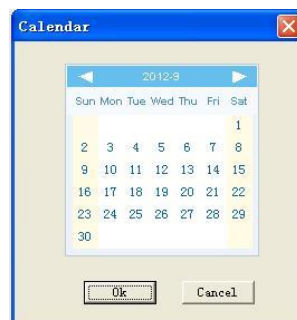 Calendar
2012-9
Sun Mon Tue Wed Thu Fri Sat
1
2 3 4 5 6 7 8
9 10 11 12 13 14 15
16 17 18 19 20 21 22
23 24 25 26 27 28 29
30
Ok Cancel